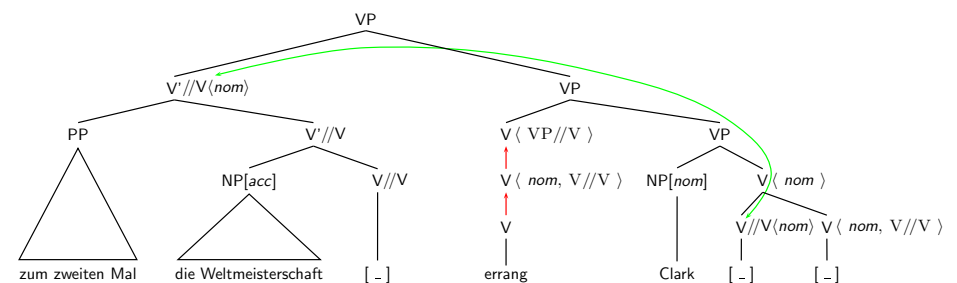 VP
V'//V⟨nom⟩ VP
PP V'//V V⟨ VP//V ⟩ VP
NP[acc] V//V V⟨ nom, V//V ⟩ NP[nom] V⟨ nom ⟩
V V//V⟨nom⟩ V⟨ nom, V//V ⟩
zum zweiten Mal die Weltmeisterschaft [ _ ] errang Clark [ _ ] [ _ ]